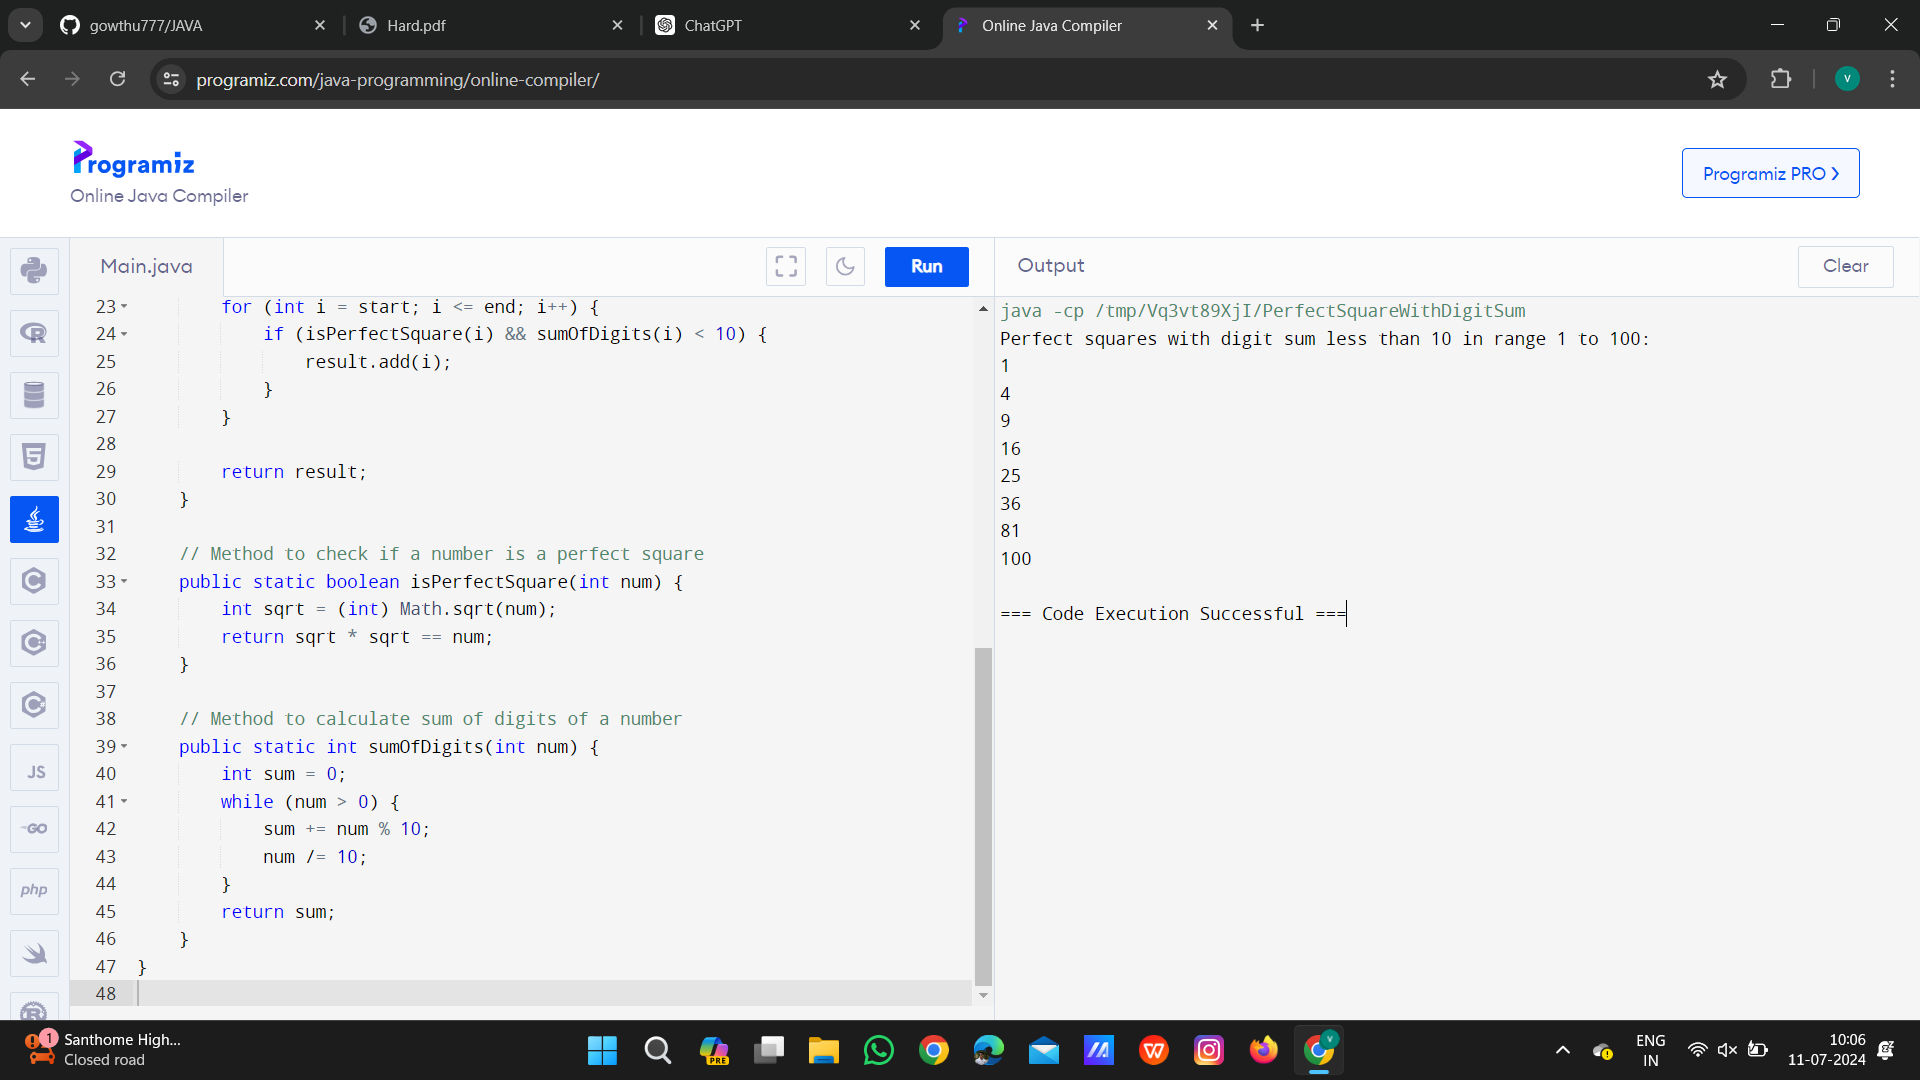 gowthu777/JAVA
Hard.pdf
ChatGPT
Online Java Compiler
programiz.com/java-programming/online-compiler/
V
Programiz
Online Java Compiler
Programiz PRO
Main.java
Run
Output
Clear
23 for (int i = start; i <= end; i++) {
24 if (isPerfectSquare(i) && sumOfDigits(i) < 10) {
25 result.add(i);
26 }
27 }
28
29 return result;
30 }
31
32 // Method to check if a number is a perfect square
33 public static boolean isPerfectSquare(int num) {
34 int sqrt = (int) Math.sqrt(num);
35 return sqrt * sqrt == num;
36 }
37
38 // Method to calculate sum of digits of a number
39 public static int sumOfDigits(int num) {
40 int sum = 0;
41 while (num > 0) {
42 sum += num % 10;
43 num /= 10;
44 }
45 return sum;
46 }
47 }
48
java -cp /tmp/Vq3vt89XjI/PerfectSquareWithDigitSum
Perfect squares with digit sum less than 10 in range 1 to 100:
1
4
9
16
25
36
81
100
=== Code Execution Successful ===
JS
GO
php
1
Santhome High...
Closed road
PRE
ENG
IN
10:06
11-07-2024